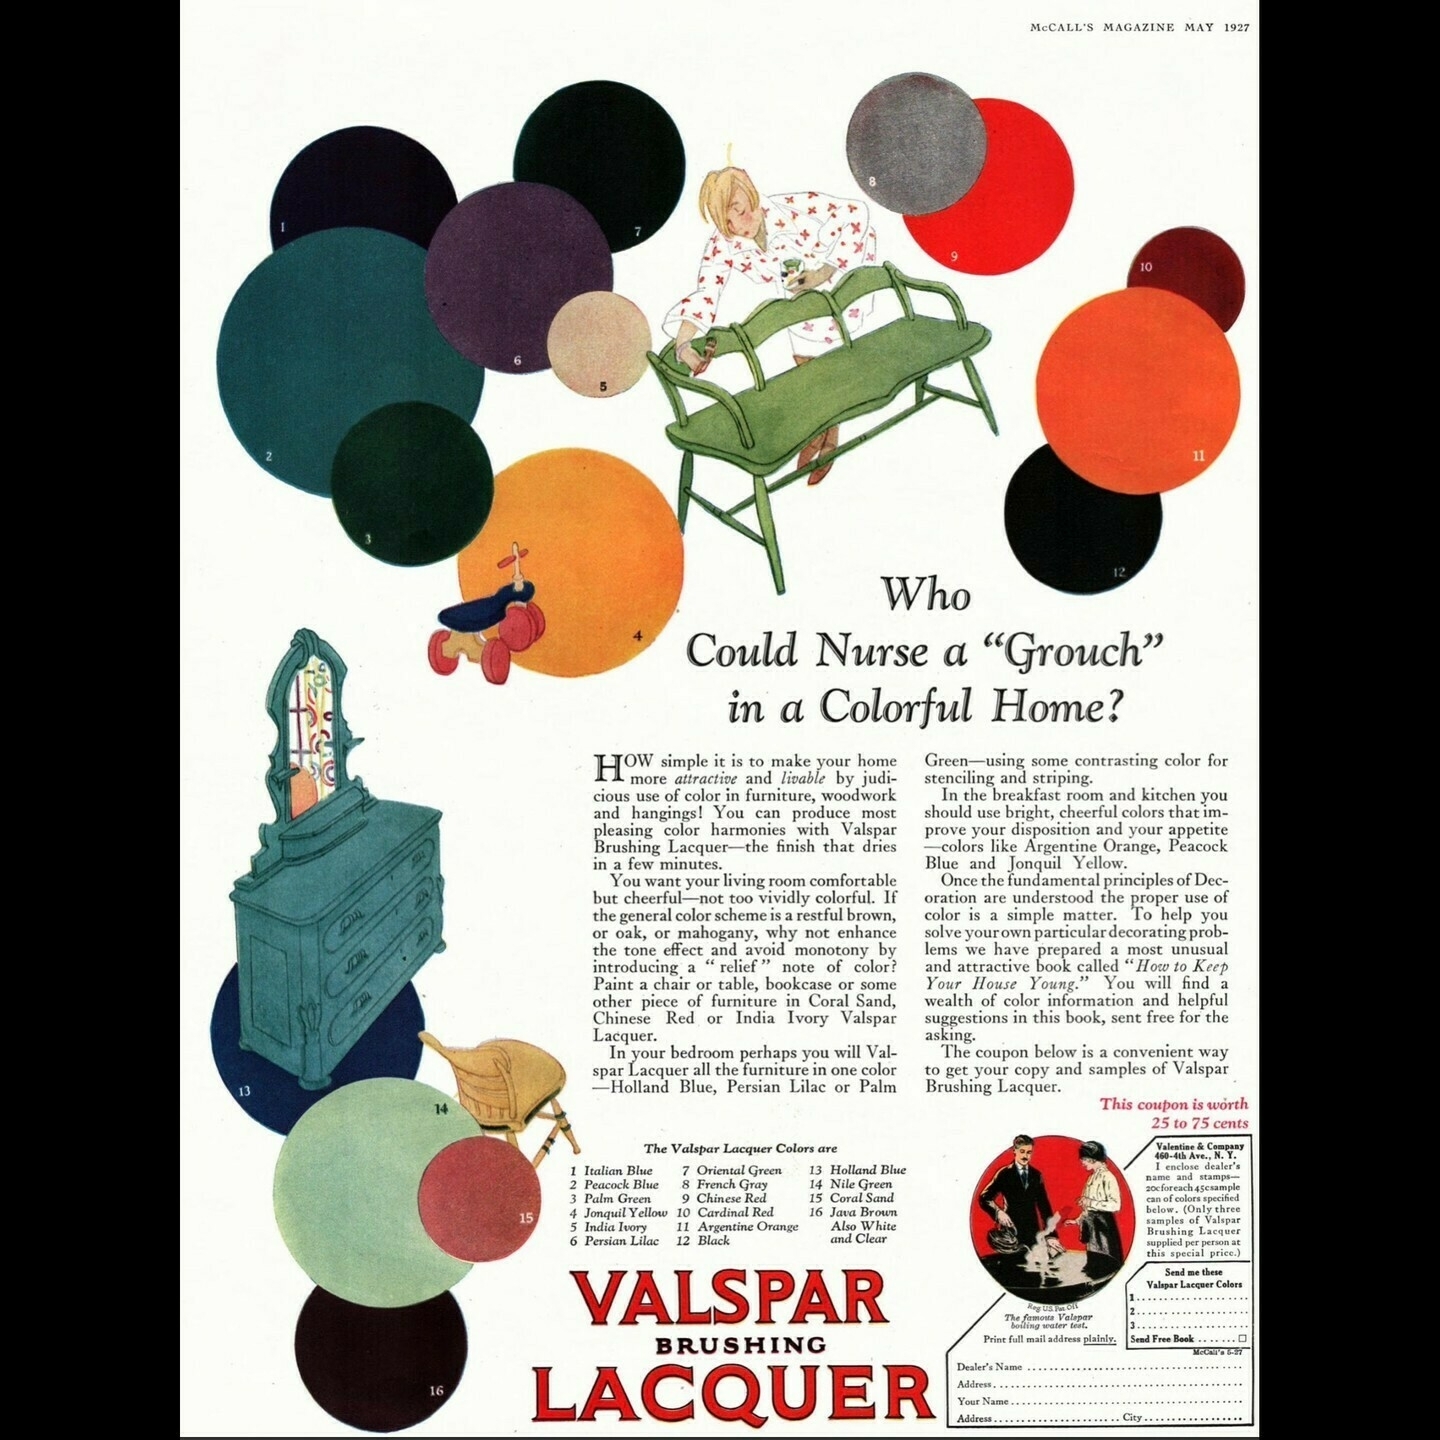 McCALL'S MAGAZINE MAY 1927
1
7
8
9
10
6
5
2
11
3
12
4
Who
Could Nurse a “Grouch”
in a Colorful Home?
HOW simple it is to make your home
more attractive and livable by judi-
cious use of color in furniture, woodwork
and hangings! You can produce most
pleasing color harmonies with Valspar
Brushing Lacquer—the finish that dries
in a few minutes.
You want your living room comfortable
but cheerful—not too vividly colorful. If
the general color scheme is a restful brown,
or oak, or mahogany, why not enhance
the tone effect and avoid monotony by
introducing a “relief” note of color?
Paint a chair or table, bookcase or some
other piece of furniture in Coral Sand,
Chinese Red or India Ivory Valspar
Lacquer.
In your bedroom perhaps you will Val-
spar Lacquer all the furniture in one color
—Holland Blue, Persian Lilac or Palm
Green—using some contrasting color for
stenciling and striping.
In the breakfast room and kitchen you
should use bright, cheerful colors that im-
prove your disposition and your appetite
—colors like Argentine Orange, Peacock
Blue and Jonquil Yellow.
Once the fundamental principles of Dec-
oration are understood the proper use of
color is a simple matter. To help you
solve your own particular decorating prob-
lems we have prepared a most unusual
and attractive book called “How to Keep
Your House Young.” You will find a
wealth of color information and helpful
suggestions in this book, sent free for the
asking.
The coupon below is a convenient way
to get your copy and samples of Valspar
Brushing Lacquer.
13
14
15
16
The Valspar Lacquer Colors are
1 Italian Blue
2 Peacock Blue
3 Palm Green
4 Jonquil Yellow
5 India Ivory
6 Persian Lilac
7 Oriental Green
8 French Gray
9 Chinese Red
10 Cardinal Red
11 Argentine Orange
12 Black
13 Holland Blue
14 Nile Green
15 Coral Sand
16 Java Brown
Also White
and Clear
VALSPAR
BRUSHING
LACQUER
This coupon is worth
25 to 75 cents
Valentine & Company
460-4th Ave., N. Y.
I enclose dealer's
name and stamps—
20c for each 45c sample
can of colors specified
below. (Only three
samples of Valspar
Brushing Lacquer
supplied per person at
this special price.)
Send me these
Valspar Lacquer Colors
1
2
3
Send Free Book
McCall's 5-27
Reg. U.S. Pat. Off.
The famous Valspar
boiling water test.
Print full mail address plainly.
Dealer's Name
Address
Your Name
Address City